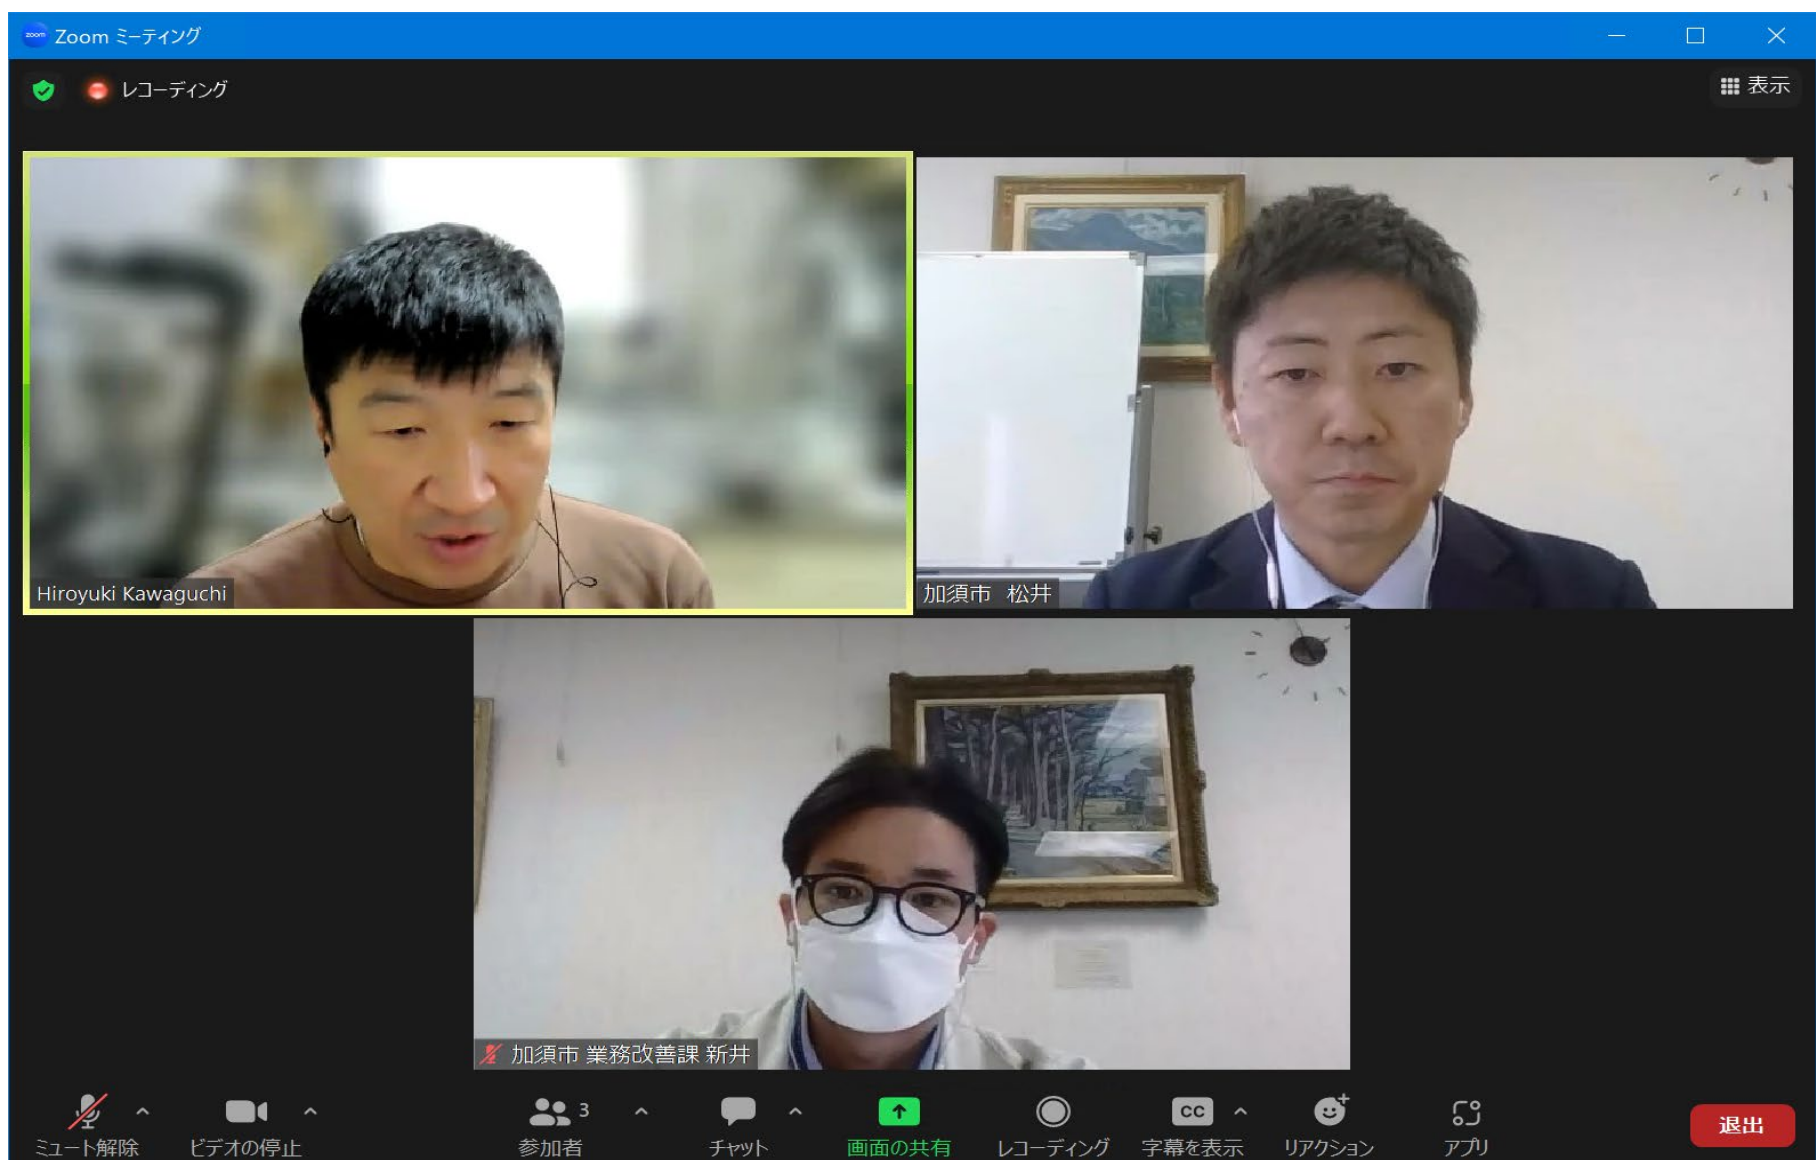 zoom Zoom ミーティング
レコーディング
表示
Hiroyuki Kawaguchi
加須市 松井
加須市 業務改善課 新井
ミュート解除
ビデオの停止
3
参加者
チャット
画面の共有
レコーディング
CC
字幕を表示
リアクション
アプリ
退出